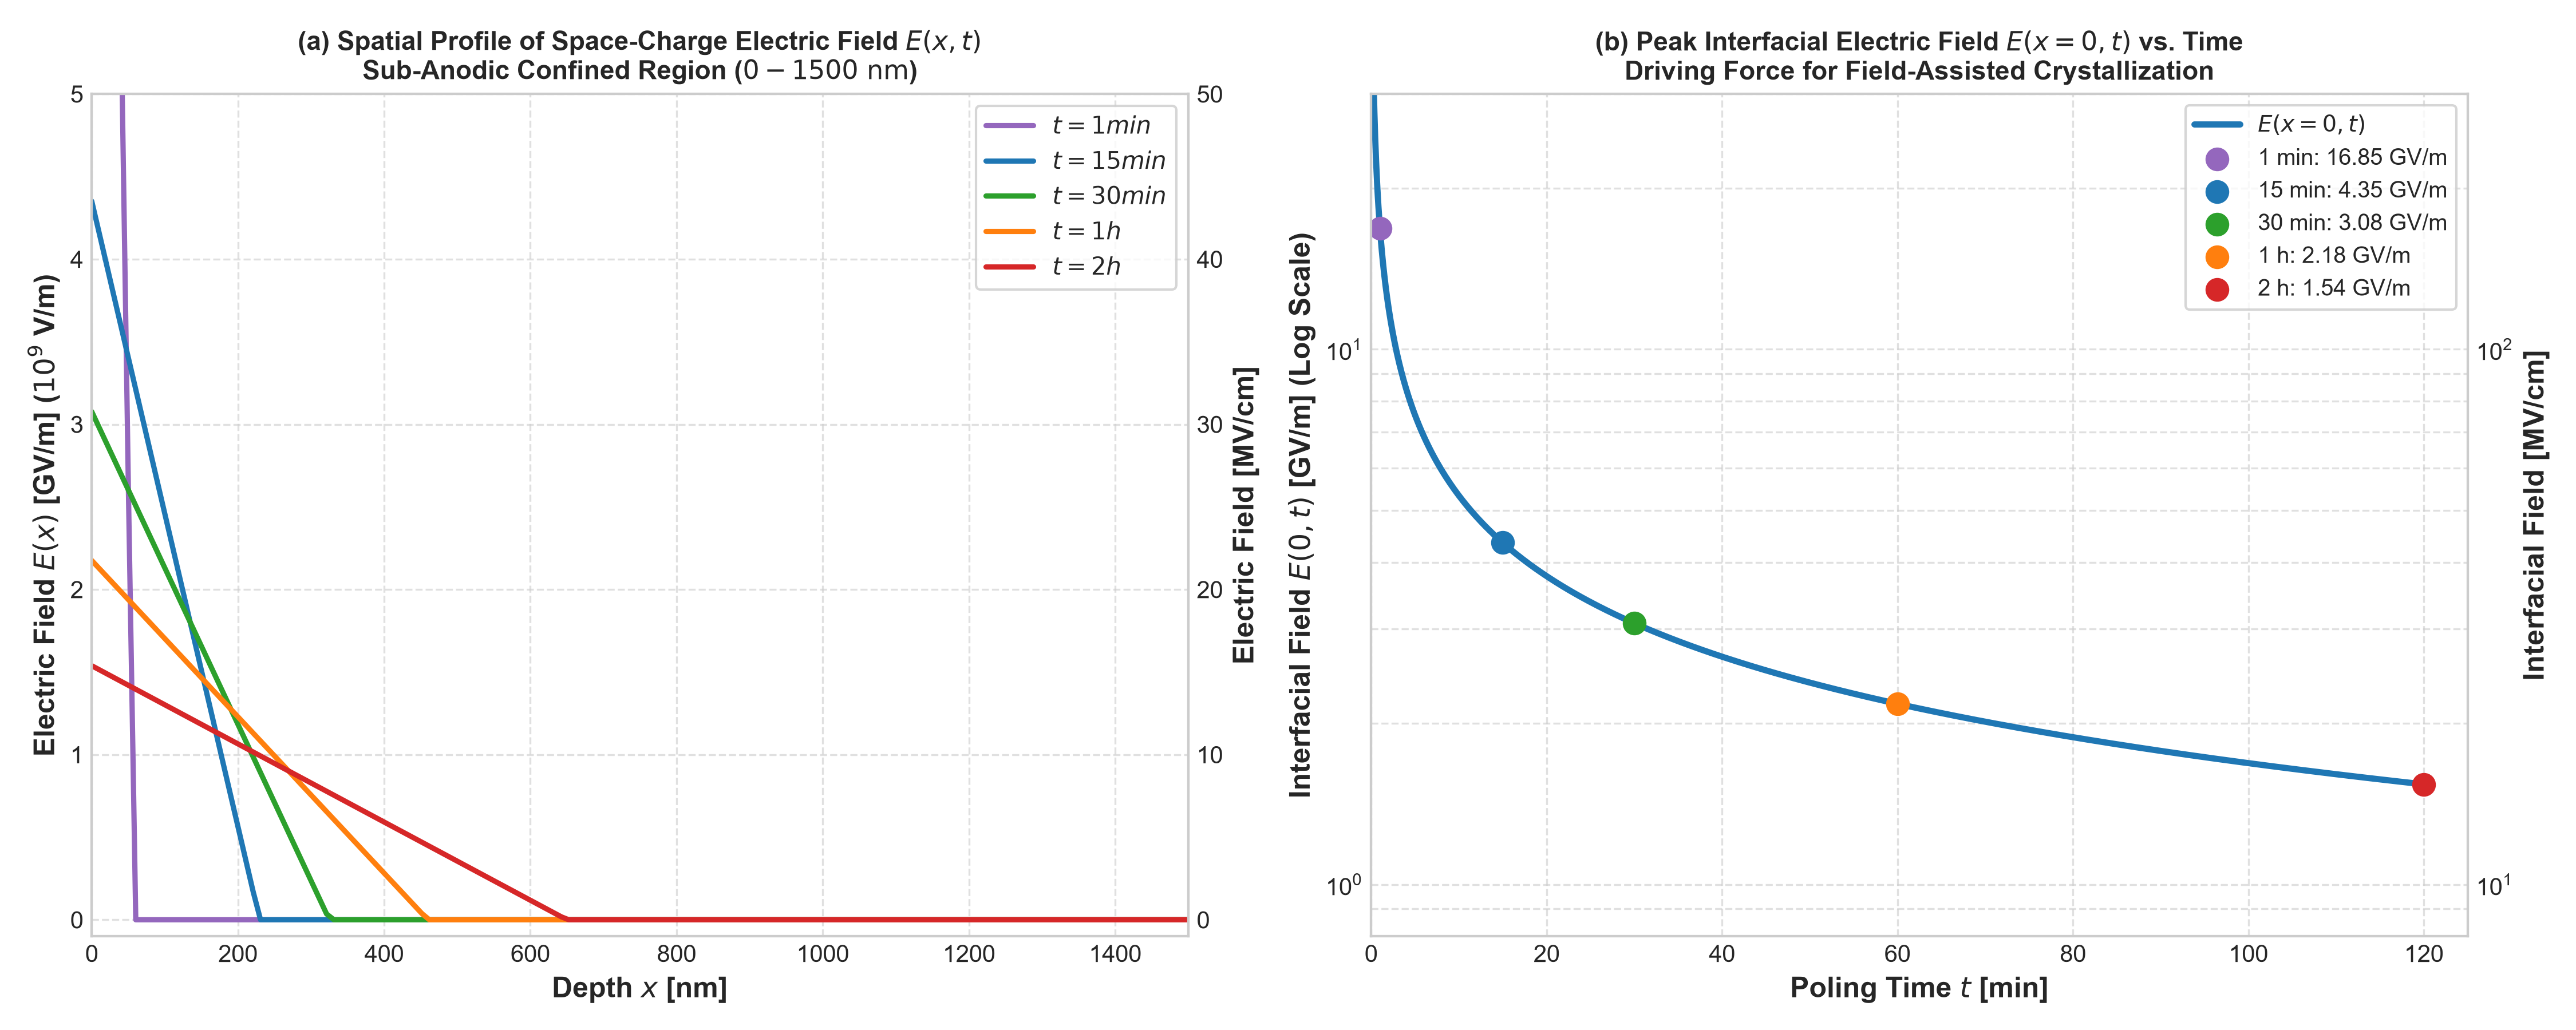 (a) Spatial Profile of Space-Charge Electric Field E(x, t)
Sub-Anodic Confined Region (0 − 1500 nm)
Electric Field E(x) [GV/m] (10⁹ V/m)
5
4
3
2
1
0
t = 1min
t = 15min
t = 30min
t = 1h
t = 2h
50
40
30
20
10
0
Electric Field [MV/cm]
0 200 400 600 800 1000 1200 1400
Depth x [nm]
(b) Peak Interfacial Electric Field E(x = 0, t) vs. Time
Driving Force for Field-Assisted Crystallization
Interfacial Field E(0, t) [GV/m] (Log Scale)
10¹
10⁰
E(x = 0, t)
1 min: 16.85 GV/m
15 min: 4.35 GV/m
30 min: 3.08 GV/m
1 h: 2.18 GV/m
2 h: 1.54 GV/m
10²
10¹
Interfacial Field [MV/cm]
0 20 40 60 80 100 120
Poling Time t [min]